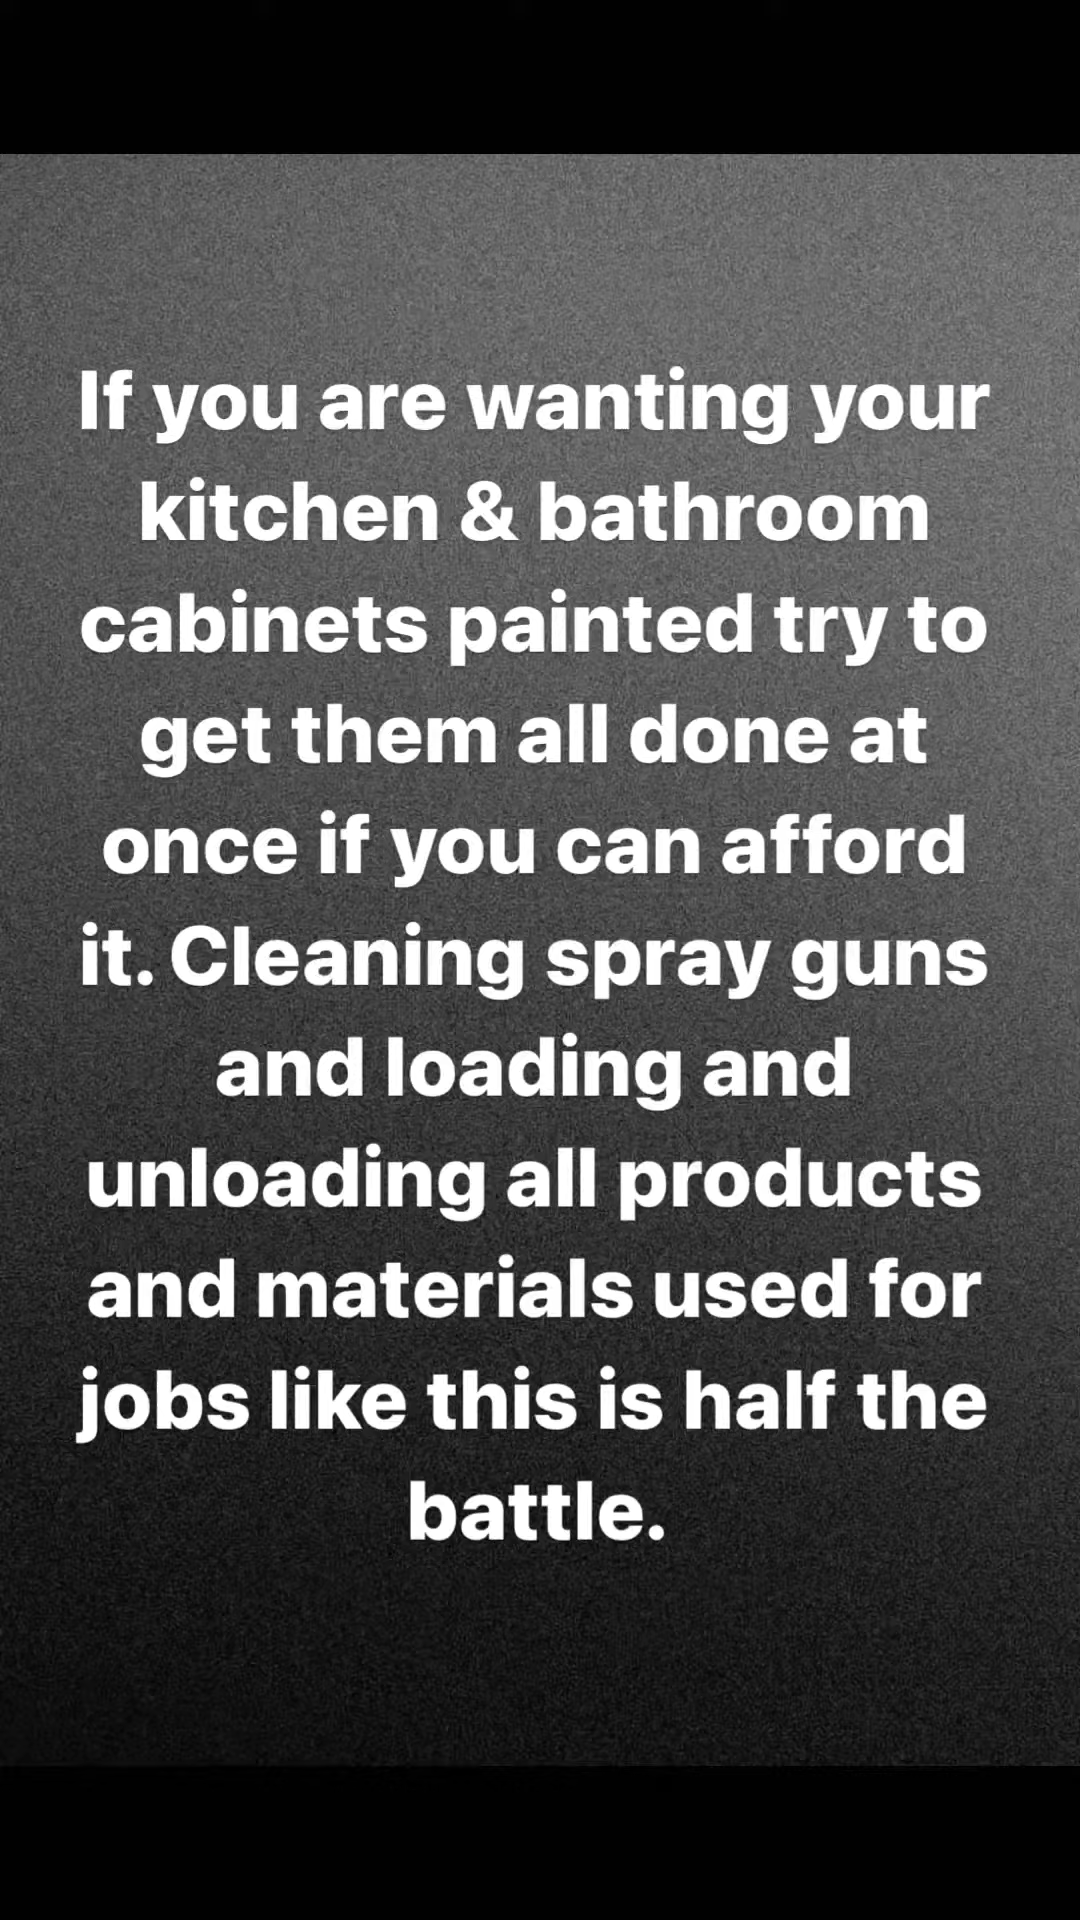 If you are wanting your
kitchen & bathroom
cabinets painted try to
get them all done at
once if you can afford
it. Cleaning spray guns
and loading and
unloading all products
and materials used for
jobs like this is half the
battle.